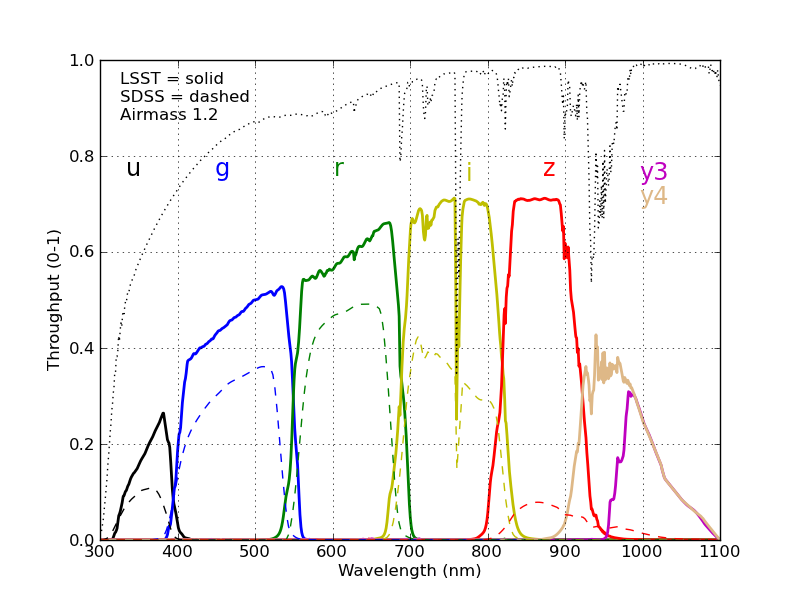 1.0
LSST = solid
SDSS = dashed
Airmass 1.2
0.8
u
g
r
i
z
y3
y4
0.6
Throughput (0-1)
0.4
0.2
0.0
300 400 500 600 700 800 900 1000 1100
Wavelength (nm)